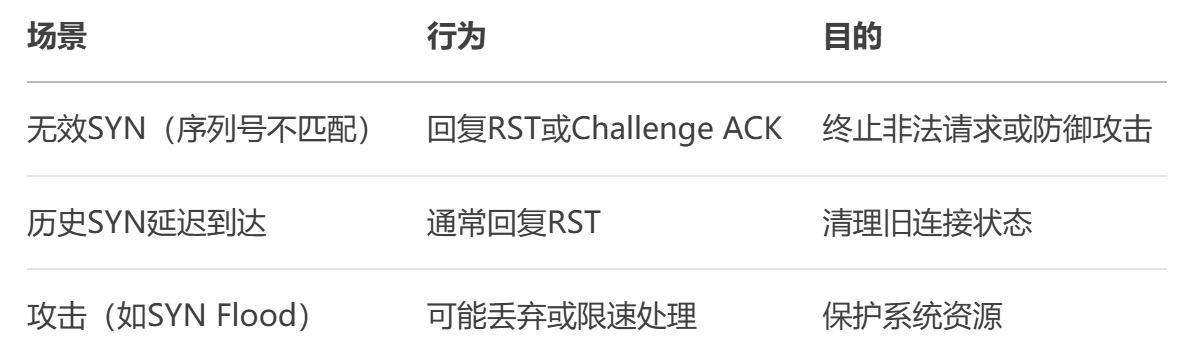 场景 行为 目的
无效SYN（序列号不匹配） 回复RST或Challenge ACK 终止非法请求或防御攻击
历史SYN延迟到达 通常回复RST 清理旧连接状态
攻击（如SYN Flood） 可能丢弃或限速处理 保护系统资源